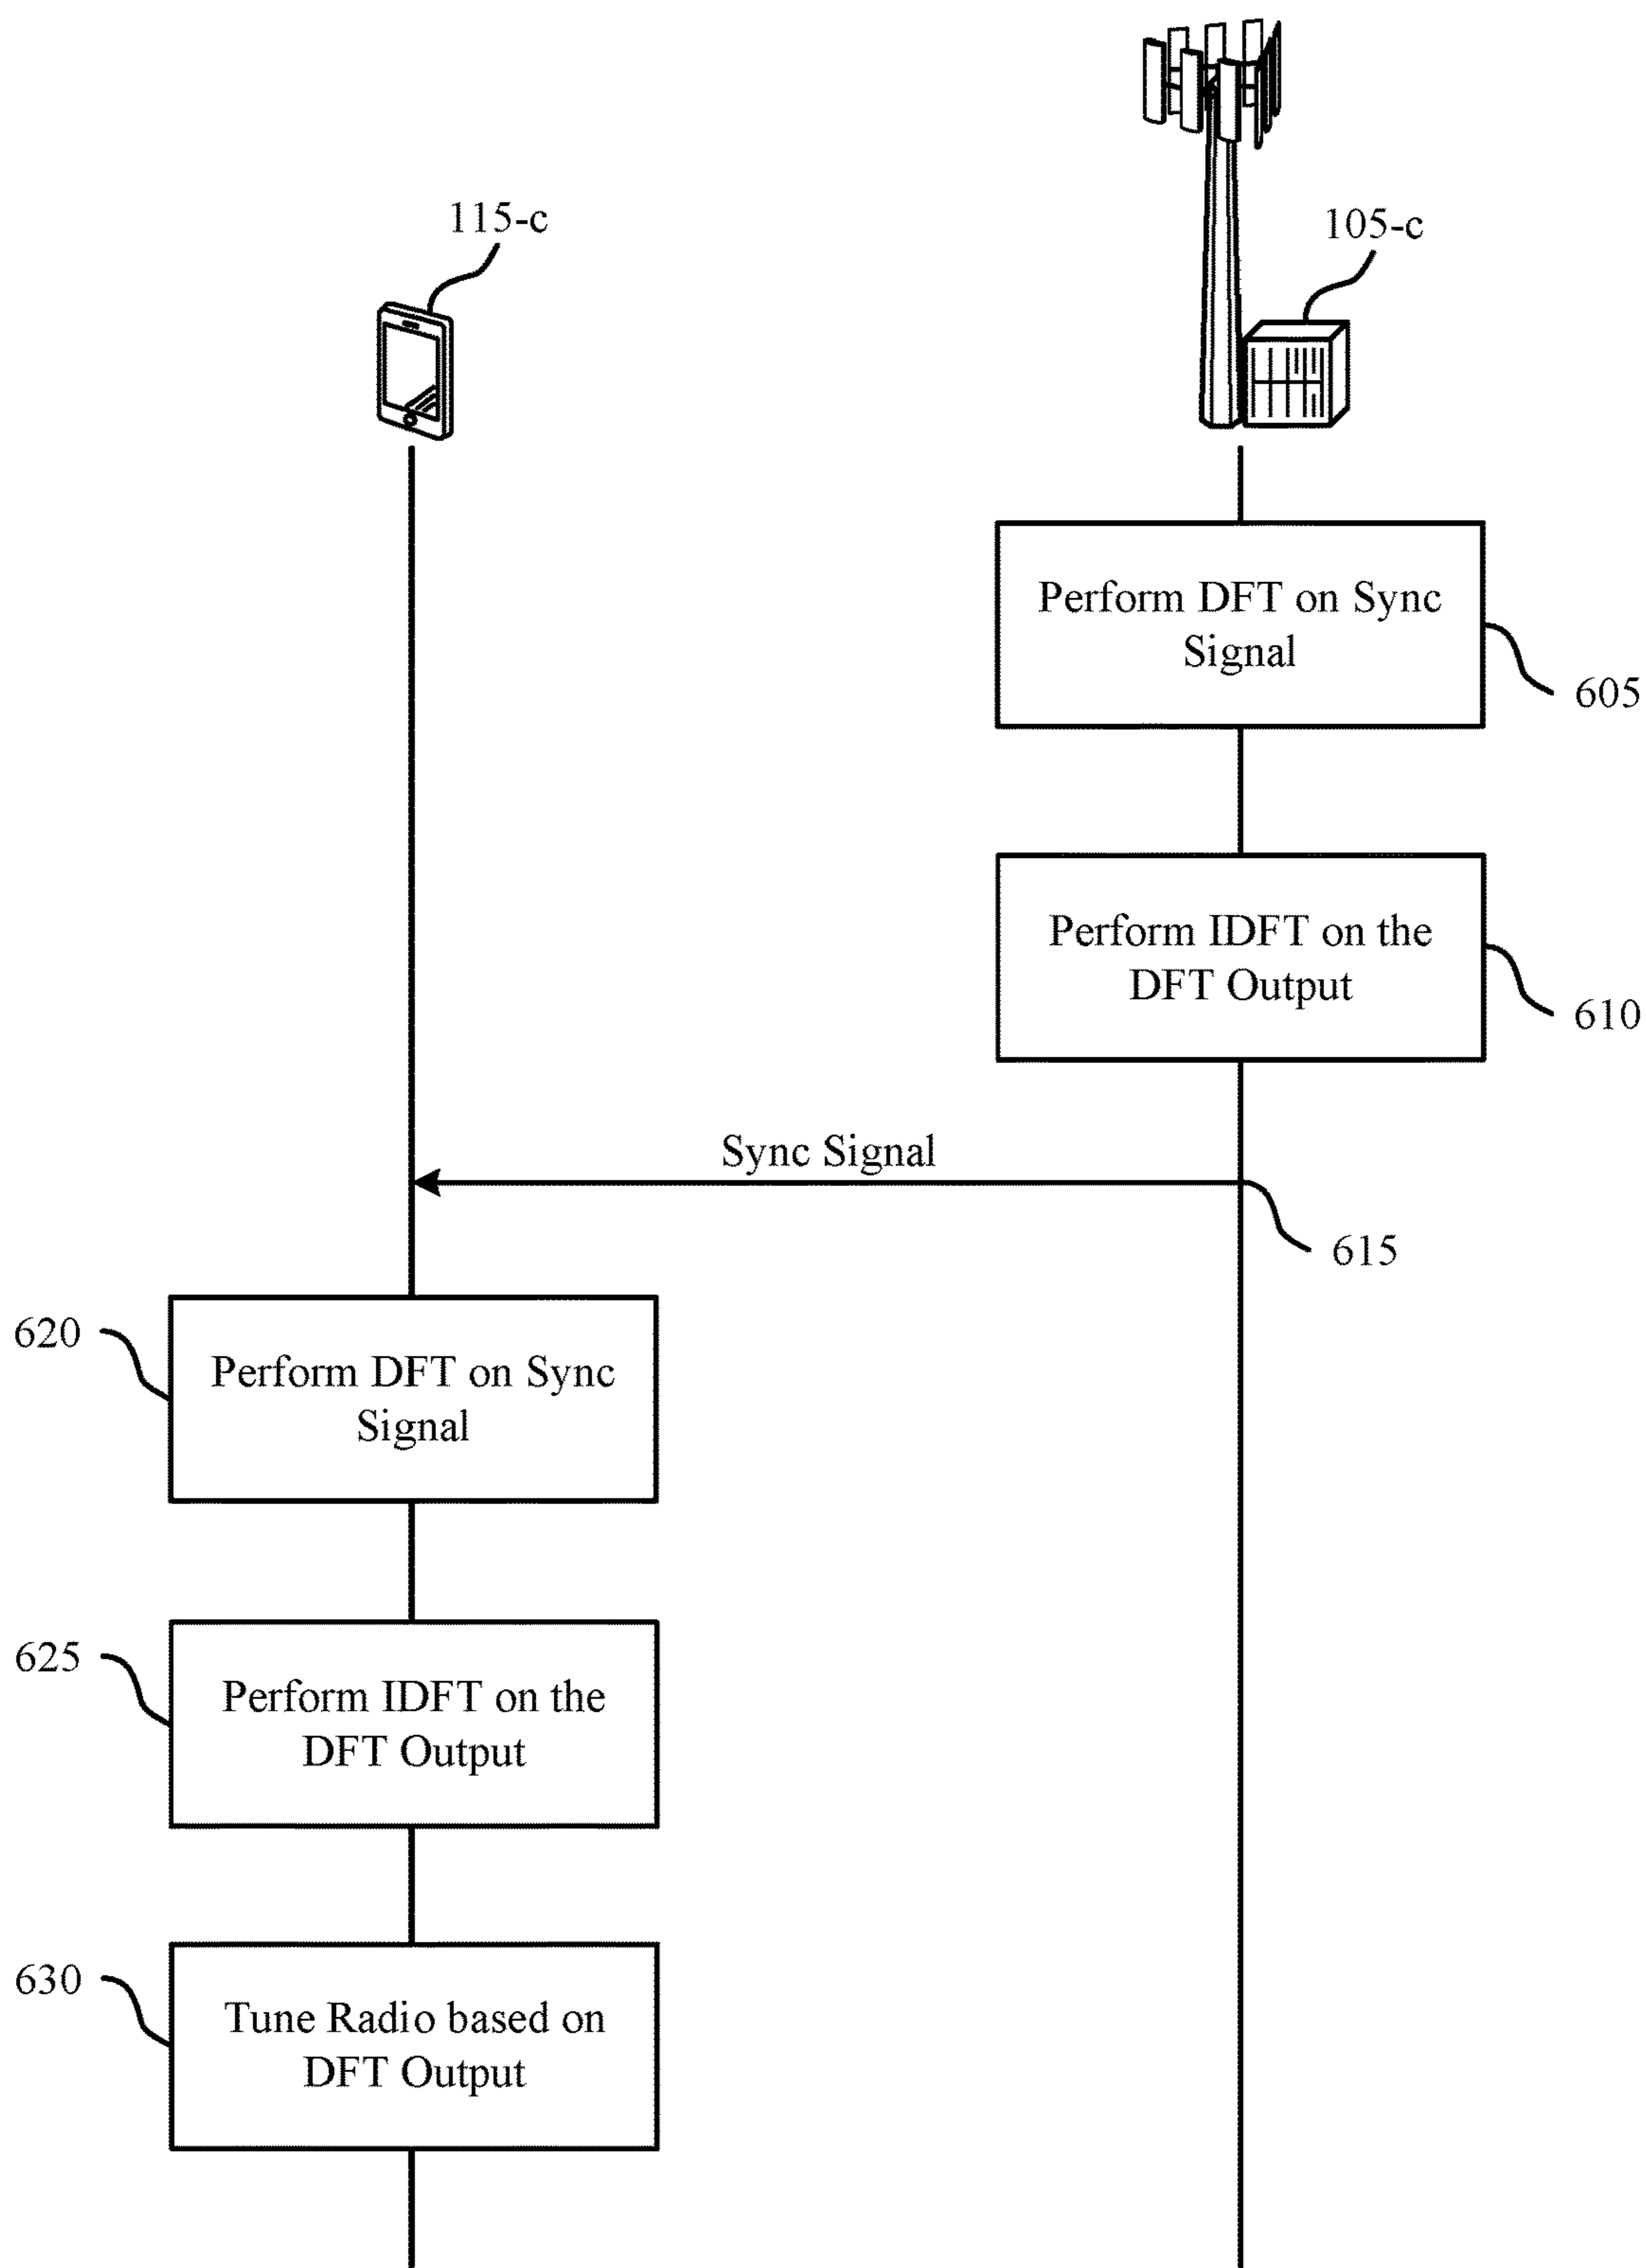 115-c
105-c
Perform DFT on Sync
Signal
605
Perform IDFT on the
DFT Output
610
Sync Signal
615
620
Perform DFT on Sync
Signal
625
Perform IDFT on the
DFT Output
630
Tune Radio based on
DFT Output